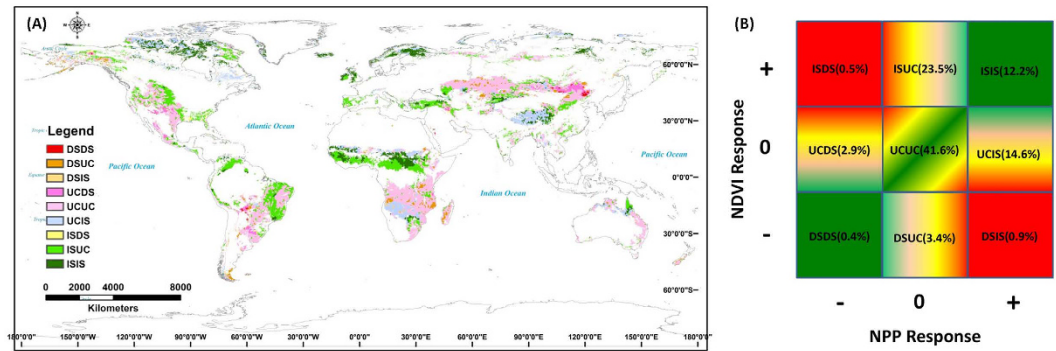 (A)
N
Arctic Circle
60°0'0"N
30°0'0"N
0°0'0"
30°0'0"S
60°0'0"S
Atlantic Ocean
Pacific Ocean
Pacific Ocean
Indian Ocean
Legend
DSDS
DSUC
DSIS
UCDS
UCUC
UCIS
ISDS
ISUC
ISIS
0 2000 4000 8000
Kilometers
180°0'0"W 150°0'0"W 120°0'0"W 90°0'0"W 60°0'0"W 30°0'0"W 0°0'0" 30°0'0"E 60°0'0"E 90°0'0"E 120°0'0"E 150°0'0"E 180°0'0"E
(B)
NDVI Response
+
0
-
ISDS(0.5%) ISUC(23.5%) ISIS(12.2%)
UCDS(2.9%) UCUC(41.6%) UCIS(14.6%)
DSDS(0.4%) DSUC(3.4%) DSIS(0.9%)
- 0 +
NPP Response